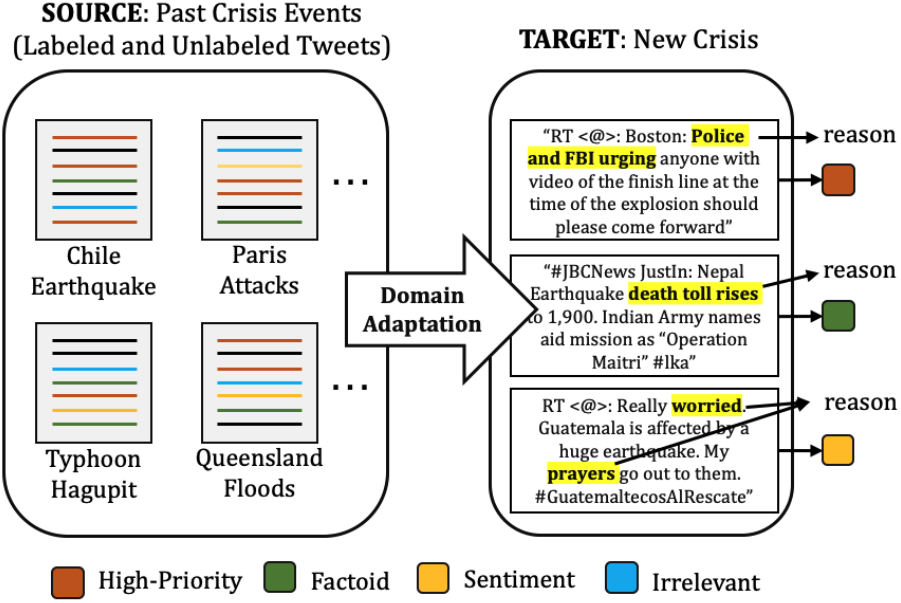 SOURCE: Past Crisis Events
(Labeled and Unlabeled Tweets)
Chile
Earthquake
Paris
Attacks
...
Typhoon
Hagupit
Queensland
Floods
...
Domain
Adaptation
TARGET: New Crisis
“RT <@>: Boston: Police
and FBI urging anyone with
video of the finish line at the
time of the explosion should
please come forward”
reason
“#JBCNews JustIn: Nepal
Earthquake death toll rises
to 1,900. Indian Army names
aid mission as “Operation
Maitri” #lka”
reason
RT <@>: Really worried.
Guatemala is affected by a
huge earthquake. My
prayers go out to them.
#GuatemaltecosAlRescate”
reason
High-Priority
Factoid
Sentiment
Irrelevant